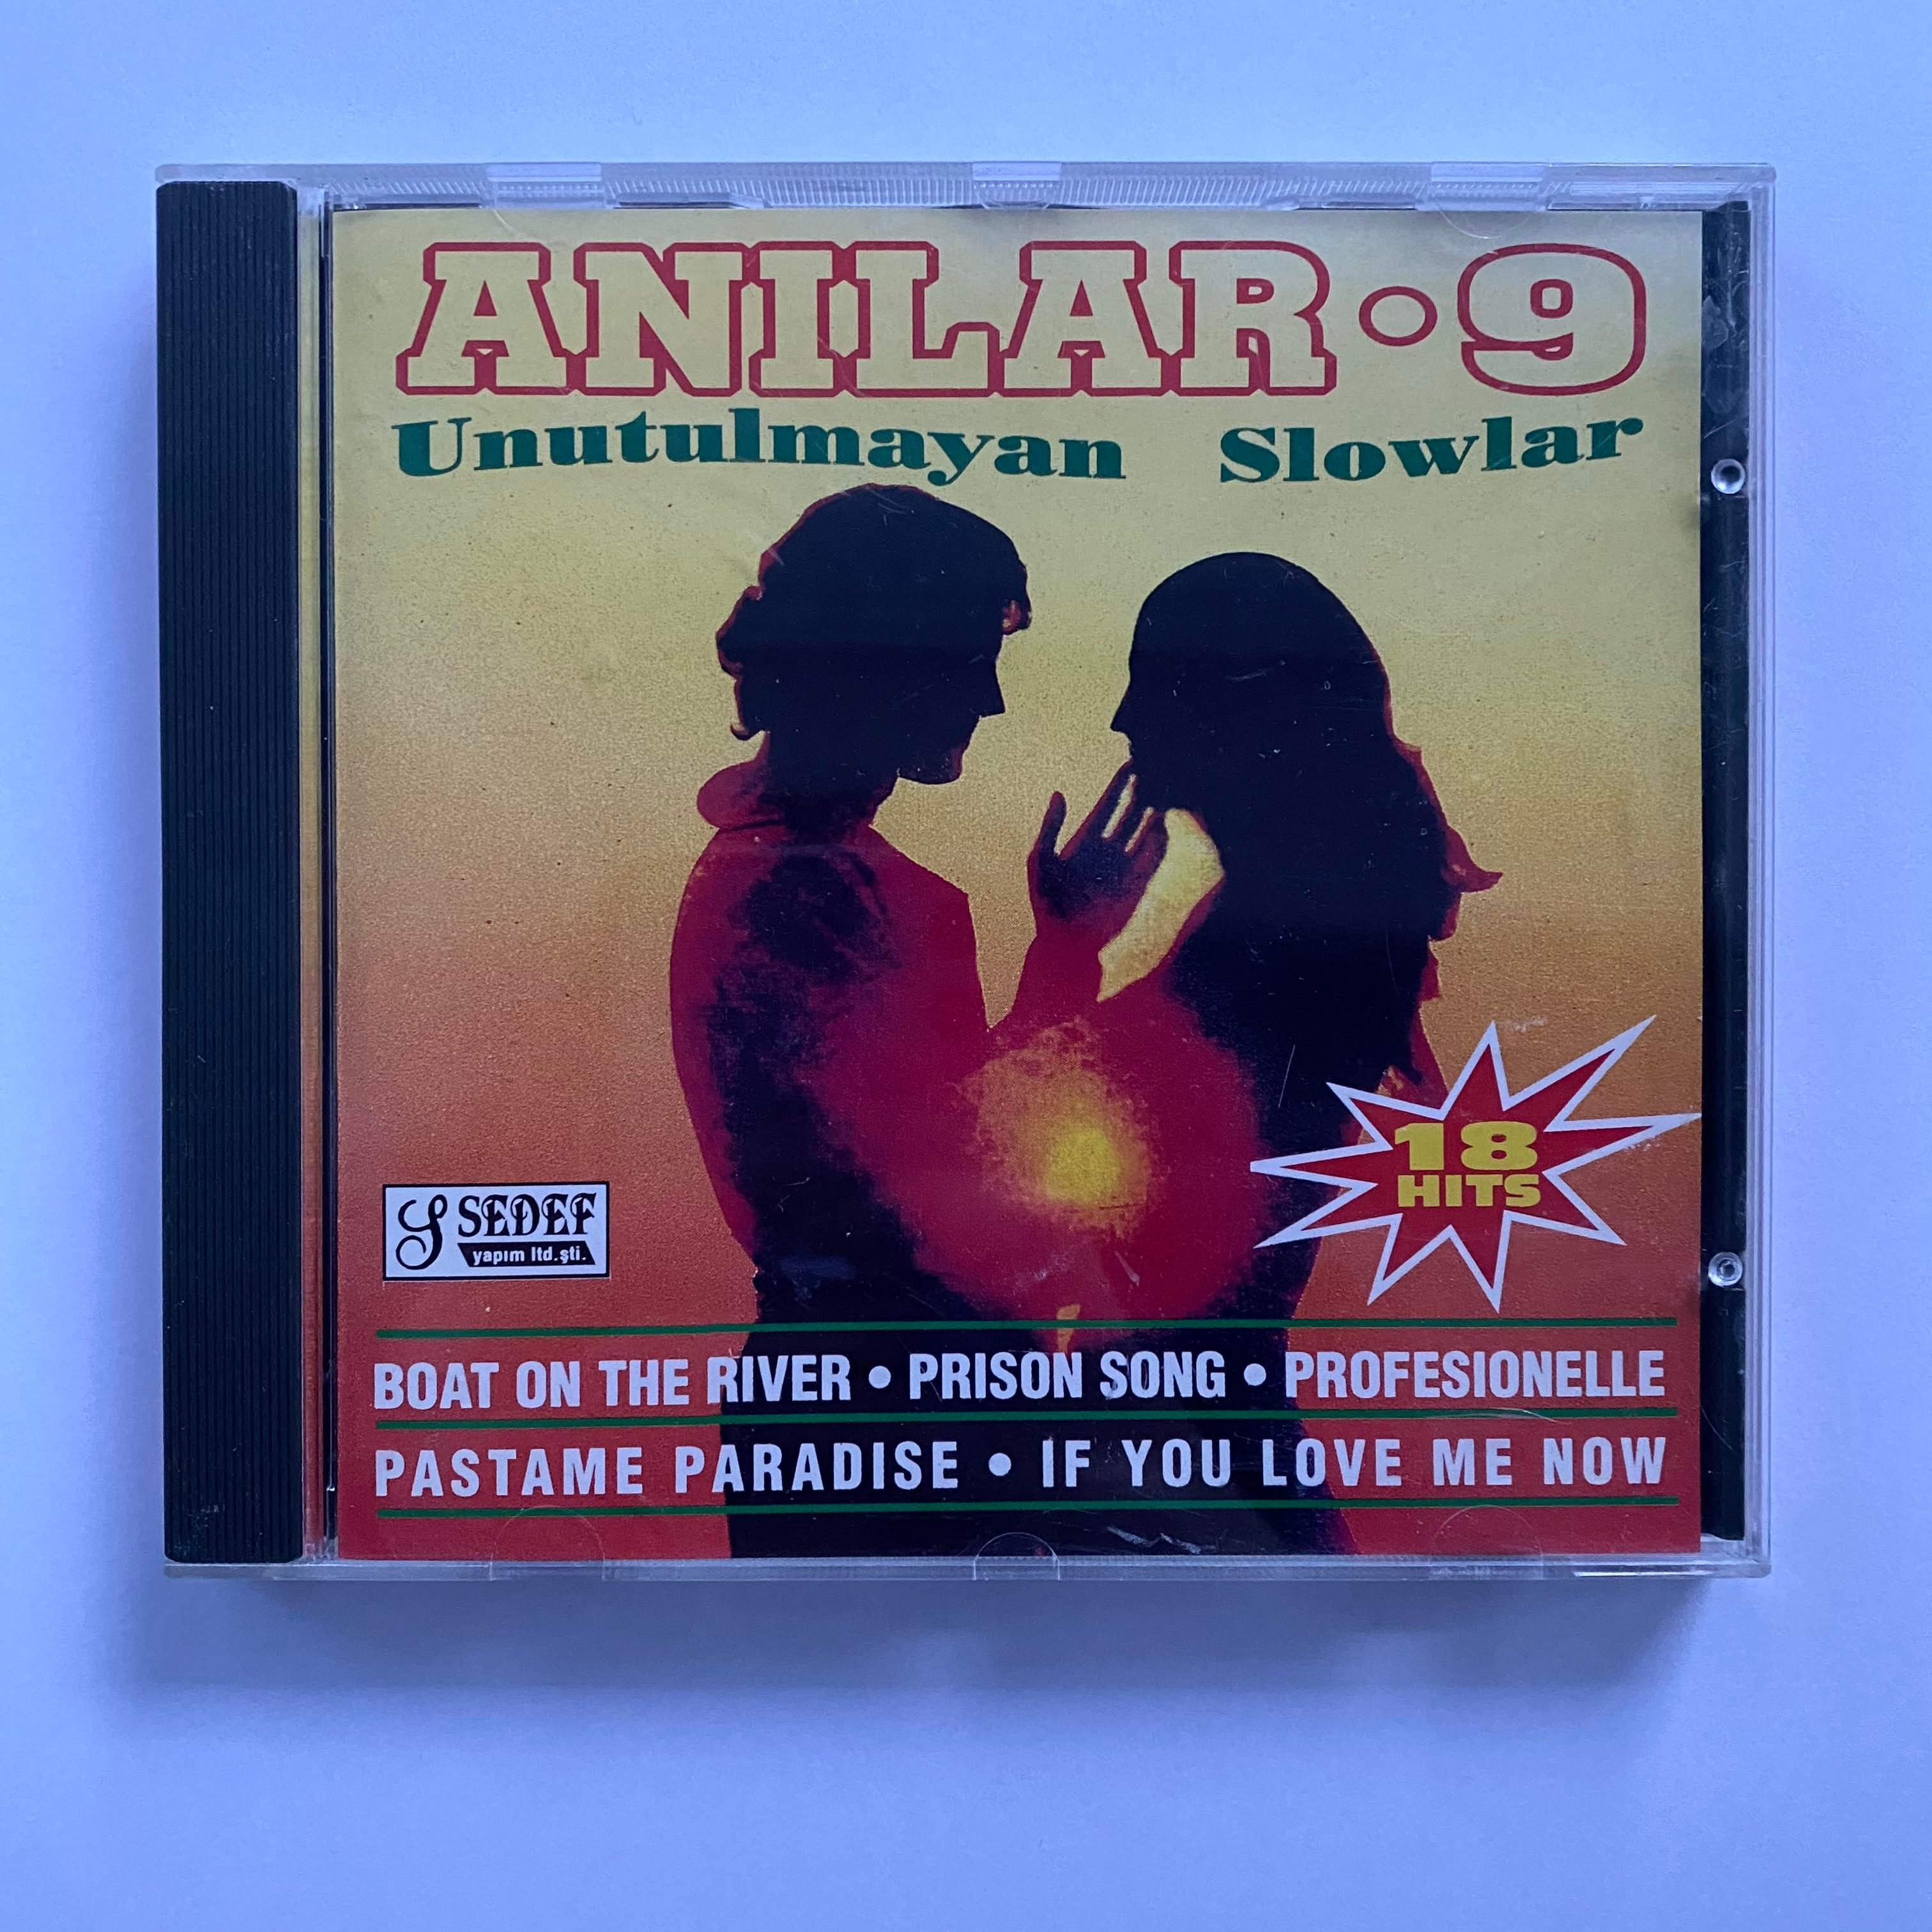 ANILAR • 9
Unutulmayan Slowlar
18
HITS
SEDEF
yapım ltd.şti.
BOAT ON THE RIVER • PRISON SONG • PROFESIONELLE
PASTAME PARADISE • IF YOU LOVE ME NOW